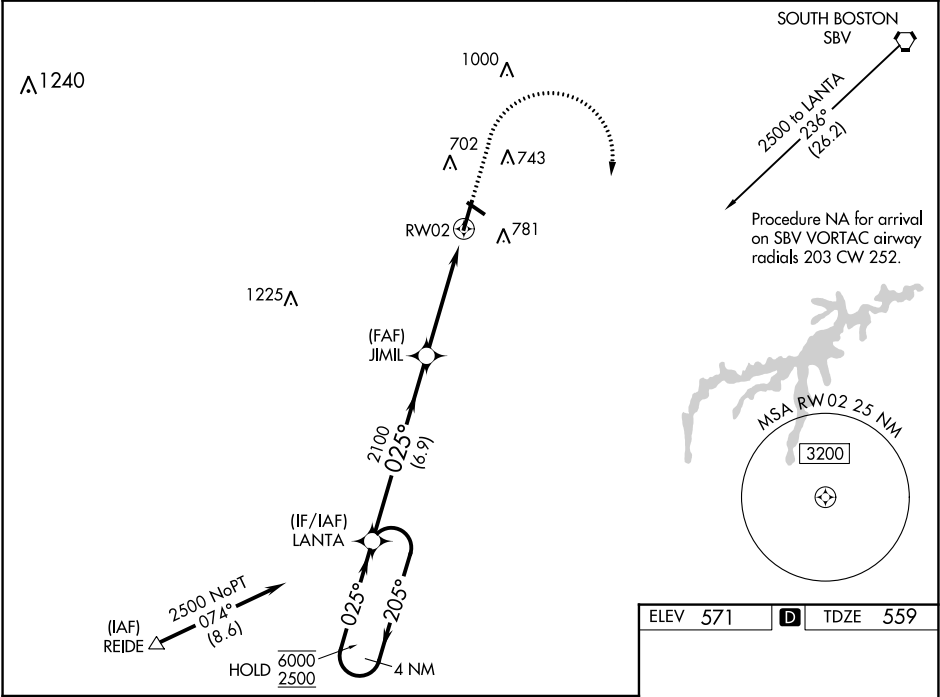 SOUTH BOSTON
SBV
1000
1240
2500 to LANTA
236°
(26.2)
702
743
RW02
781
Procedure NA for arrival
on SBV VORTAC airway
radials 203 CW 252.
1225
(FAF)
JIMIL
MSA RW02 25 NM
3200
2100
025°
(6.9)
(IF/IAF)
LANTA
2500 NoPT
074°
(8.6)
(IAF)
REIDE
025°
205°
HOLD 6000
2500
4 NM
ELEV 571 D TDZE 559